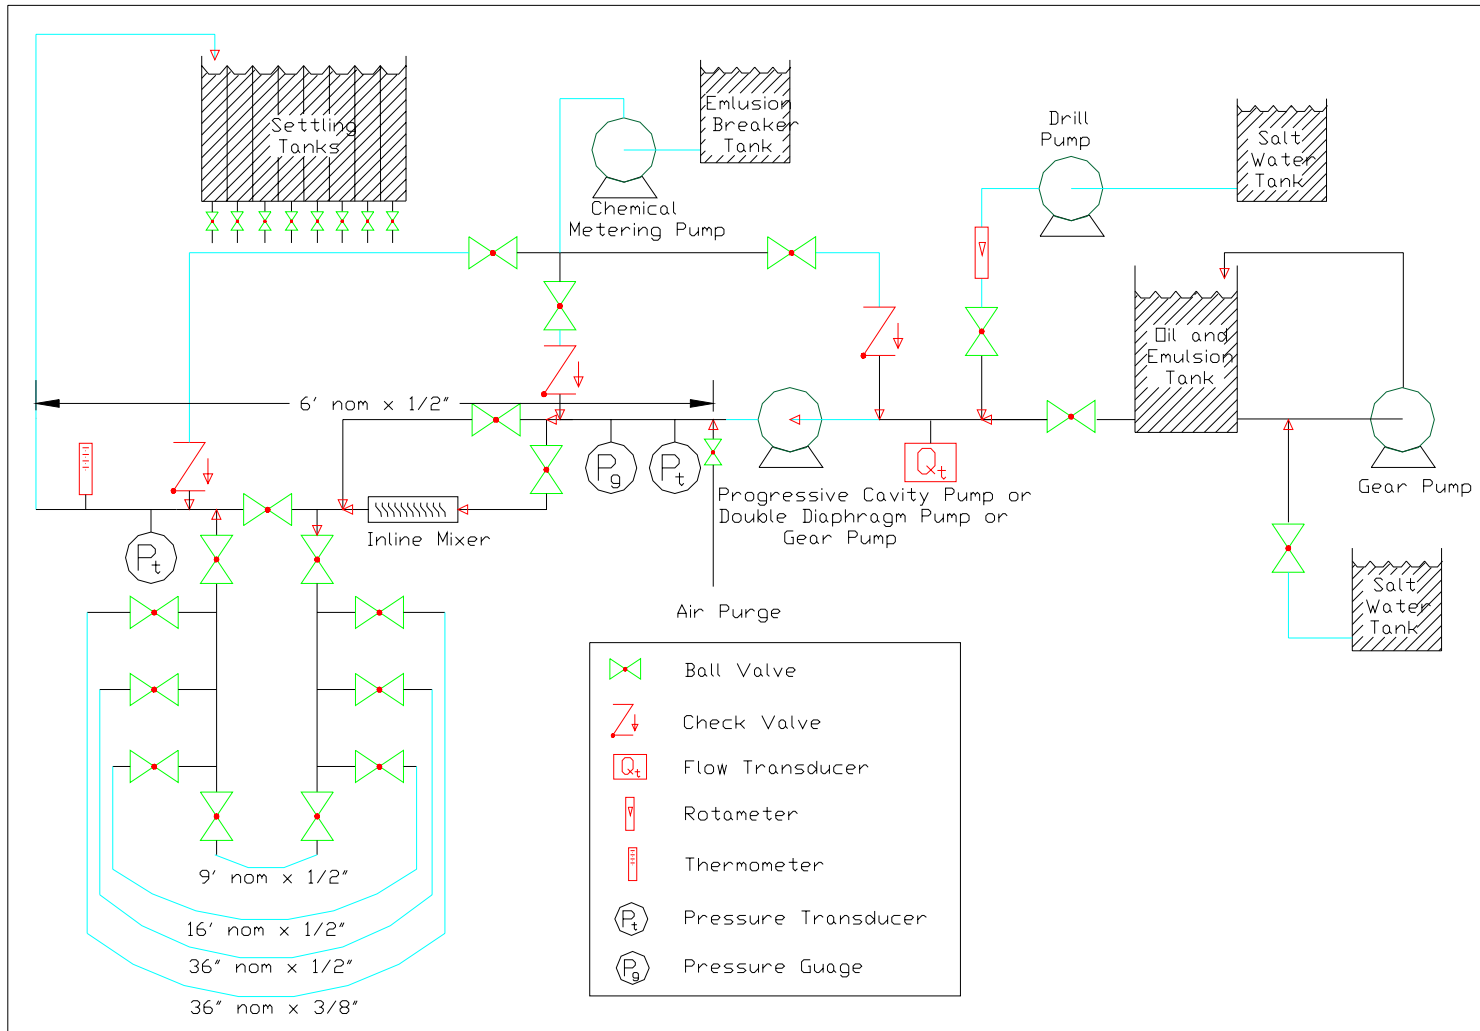 Settling
Tanks
Emlusion
Breaker
Tank
Chemical
Metering Pump
Drill
Pump
Salt
Water
Tank
Oil and
Emulsion
Tank
6' nom x 1/2"
Pg
Pt
Qt
Progressive Cavity Pump or
Double Diaphragm Pump or
Gear Pump
Gear Pump
Inline Mixer
Pt
Air Purge
Salt
Water
Tank
9' nom x 1/2"
16' nom x 1/2"
36" nom x 1/2"
36" nom x 3/8"
Ball Valve
Check Valve
Qt Flow Transducer
Rotameter
Thermometer
Pt Pressure Transducer
Pg Pressure Guage